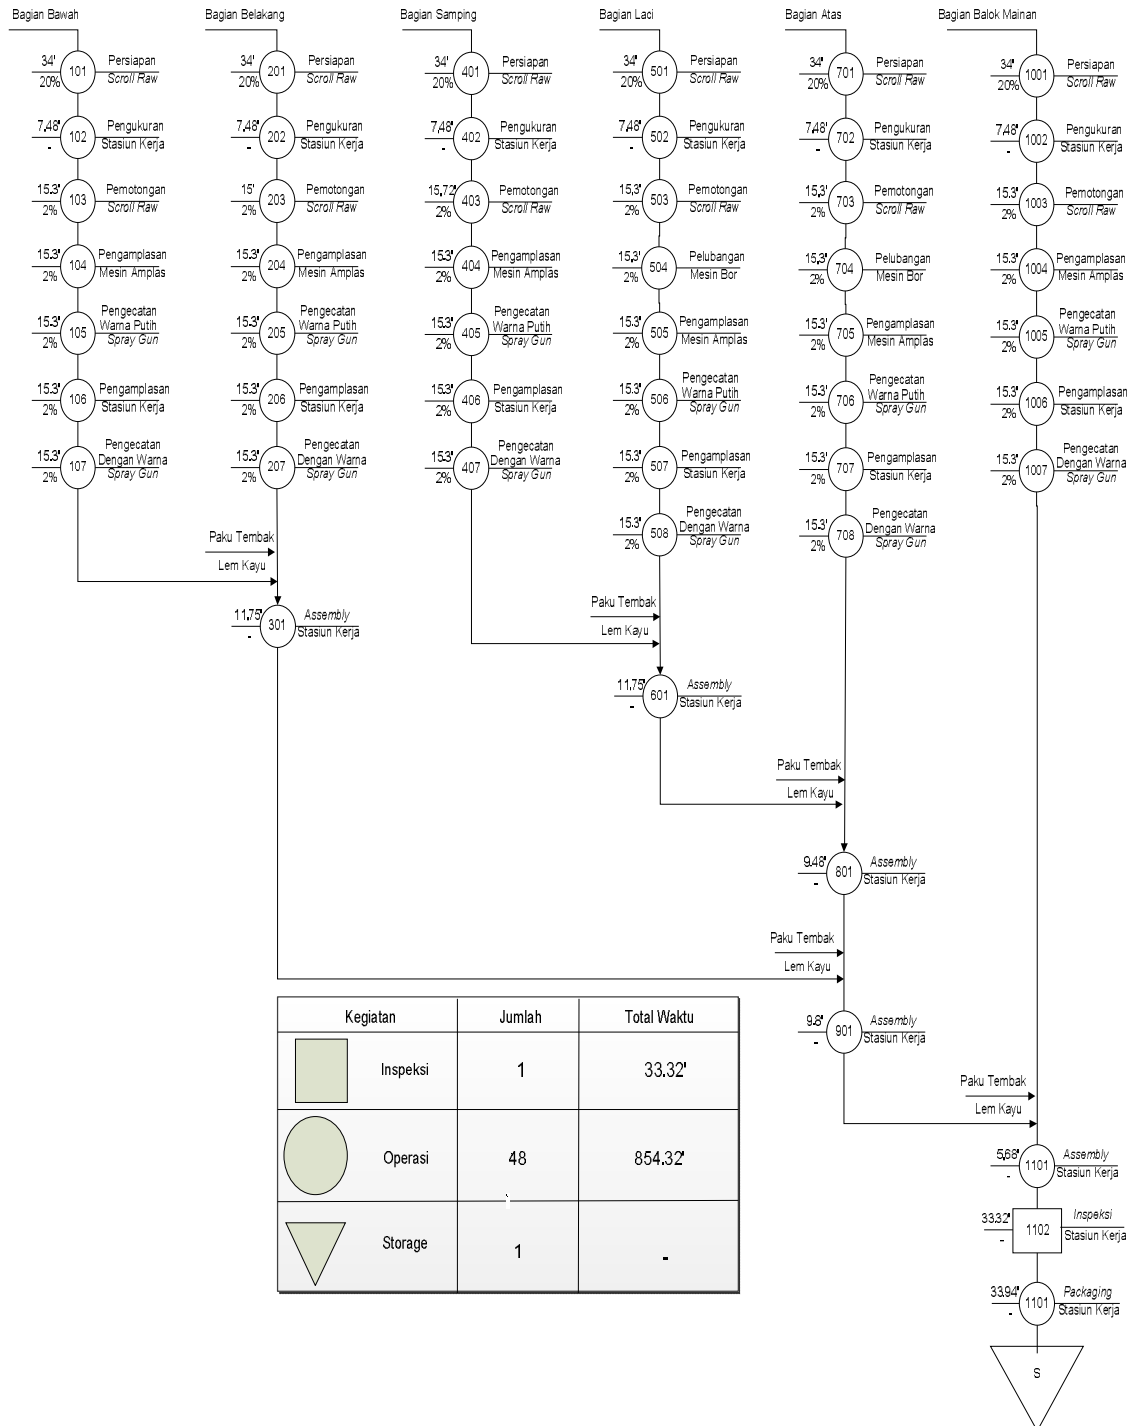 Bagian Bawah
34'
20%
101
Persiapan
Scroll Raw
7,48'
-
102
Pengukuran
Stasiun Kerja
15.3'
2%
103
Pemotongan
Scroll Raw
15.3'
2%
104
Pengamplasan
Mesin Amplas
15.3'
2%
105
Pengecatan
Warna Putih
Spray Gun
15.3'
2%
106
Pengamplasan
Stasiun Kerja
15.3'
2%
107
Pengecatan
Dengan Warna
Spray Gun
Bagian Belakang
34'
20%
201
Persiapan
Scroll Raw
7,48'
-
202
Pengukuran
Stasiun Kerja
15'
2%
203
Pemotongan
Scroll Raw
15.3'
2%
204
Pengamplasan
Mesin Amplas
15.3'
2%
205
Pengecatan
Warna Putih
Spray Gun
15.3'
2%
206
Pengamplasan
Stasiun Kerja
15.3'
2%
207
Pengecatan
Dengan Warna
Spray Gun
Paku Tembak
Lem Kayu
11.75'
-
301
Assembly
Stasiun Kerja
Bagian Samping
34'
20%
401
Persiapan
Scroll Raw
7,48'
-
402
Pengukuran
Stasiun Kerja
15,72'
2%
403
Pemotongan
Scroll Raw
15.3'
2%
404
Pengamplasan
Mesin Amplas
15.3'
2%
405
Pengecatan
Warna Putih
Spray Gun
15.3'
2%
406
Pengamplasan
Stasiun Kerja
15.3'
2%
407
Pengecatan
Dengan Warna
Spray Gun
Bagian Laci
34'
20%
501
Persiapan
Scroll Raw
7,48'
-
502
Pengukuran
Stasiun Kerja
15,3'
2%
503
Pemotongan
Scroll Raw
15,3'
2%
504
Pelubangan
Mesin Bor
15.3'
2%
505
Pengamplasan
Mesin Amplas
15.3'
2%
506
Pengecatan
Warna Putih
Spray Gun
15.3'
2%
507
Pengamplasan
Stasiun Kerja
15.3'
2%
508
Pengecatan
Dengan Warna
Spray Gun
Paku Tembak
Lem Kayu
11,75'
-
601
Assembly
Stasiun Kerja
Bagian Atas
34'
20%
701
Persiapan
Scroll Raw
7,48'
-
702
Pengukuran
Stasiun Kerja
15.3'
2%
703
Pemotongan
Scroll Raw
15.3'
2%
704
Pelubangan
Mesin Bor
15.3'
2%
705
Pengamplasan
Mesin Amplas
15.3'
2%
706
Pengecatan
Warna Putih
Spray Gun
15.3'
2%
707
Pengamplasan
Stasiun Kerja
15.3'
2%
708
Pengecatan
Dengan Warna
Spray Gun
Paku Tembak
Lem Kayu
9.48'
-
801
Assembly
Stasiun Kerja
Paku Tembak
Lem Kayu
9.8'
-
901
Assembly
Stasiun Kerja
Bagian Balok Mainan
34'
20%
1001
Persiapan
Scroll Raw
7,48'
-
1002
Pengukuran
Stasiun Kerja
15.3'
2%
1003
Pemotongan
Scroll Raw
15.3'
2%
1004
Pengamplasan
Mesin Amplas
15.3'
2%
1005
Pengecatan
Warna Putih
Spray Gun
15.3'
2%
1006
Pengamplasan
Stasiun Kerja
15.3'
2%
1007
Pengecatan
Dengan Warna
Spray Gun
Paku Tembak
Lem Kayu
5.68'
-
1101
Assembly
Stasiun Kerja
33.32'
-
1102
Inspeksi
Stasiun Kerja
33.94'
-
1101
Packaging
Stasiun Kerja
S
Kegiatan Jumlah Total Waktu
Inspeksi 1 33.32'
Operasi 48 854.32'
Storage 1 -